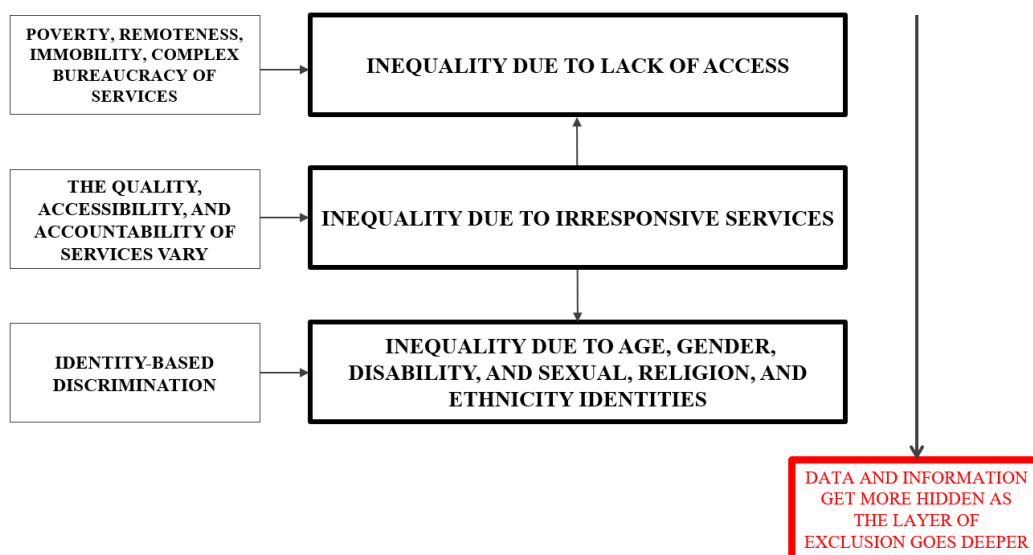 POVERTY, REMOTENESS,
IMMOBILITY, COMPLEX
BUREAUCRACY OF
SERVICES
INEQUALITY DUE TO LACK OF ACCESS
THE QUALITY,
ACCESSIBILITY, AND
ACCOUNTABILITY OF
SERVICES VARY
INEQUALITY DUE TO IRRESPONSIVE SERVICES
IDENTITY-BASED
DISCRIMINATION
INEQUALITY DUE TO AGE, GENDER,
DISABILITY, AND SEXUAL, RELIGION, AND
ETHNICITY IDENTITIES
DATA AND INFORMATION
GET MORE HIDDEN AS
THE LAYER OF
EXCLUSION GOES DEEPER